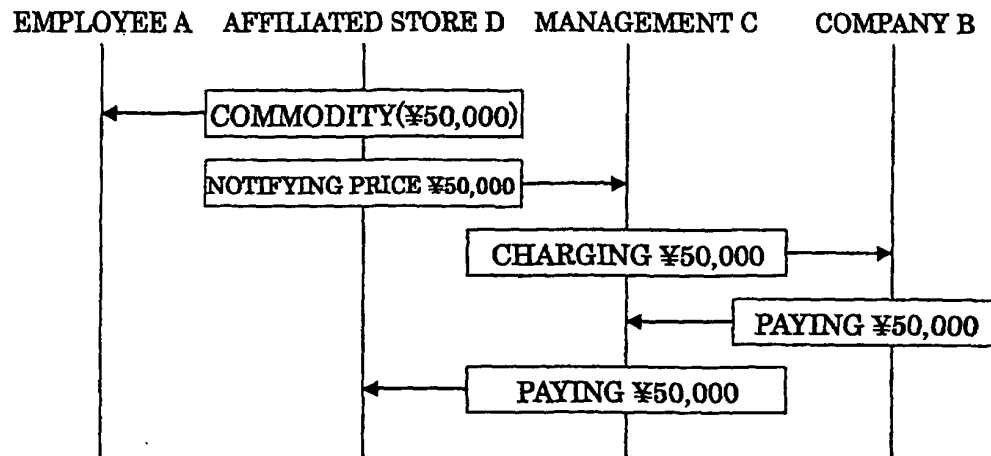 EMPLOYEE A AFFILIATED STORE D MANAGEMENT C COMPANY B
COMMODITY(¥50,000)
NOTIFYING PRICE ¥50,000
CHARGING ¥50,000
PAYING ¥50,000
PAYING ¥50,000